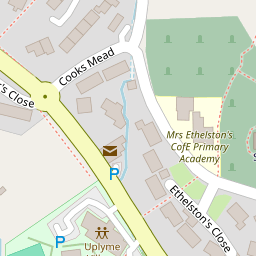 Cooks Mead
's Close
Mrs Ethelston's
CofE Primary
Academy
P
Ethelston's Close
P
Uplyme